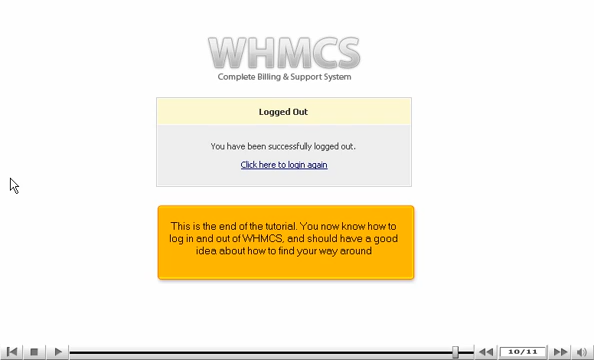 WHMCS
Complete Billing & Support System
Logged Out
You have been successfully logged out.
Click here to login again
This is the end of the tutorial. You now know how to
log in and out of WHMCS, and should have a good
idea about how to find your way around
10/11